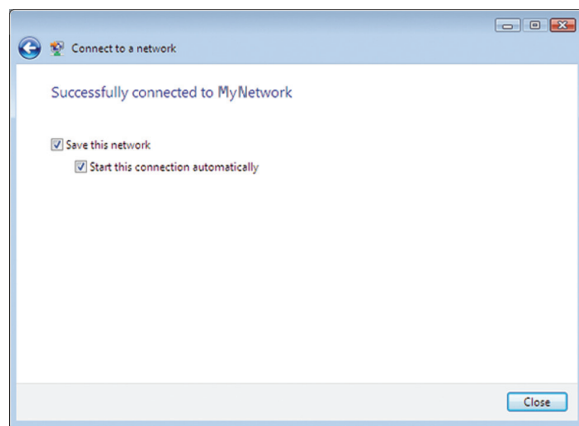 Connect to a network
Successfully connected to MyNetwork
Save this network
Start this connection automatically
Close